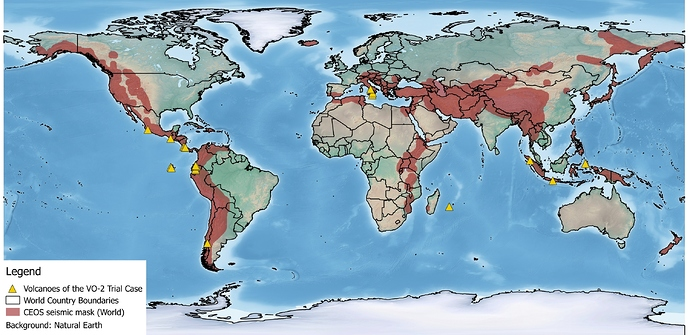 Legend
Volcanoes of the VO-2 Trial Case
World Country Boundaries
CEOS seismic mask (World)
Background: Natural Earth